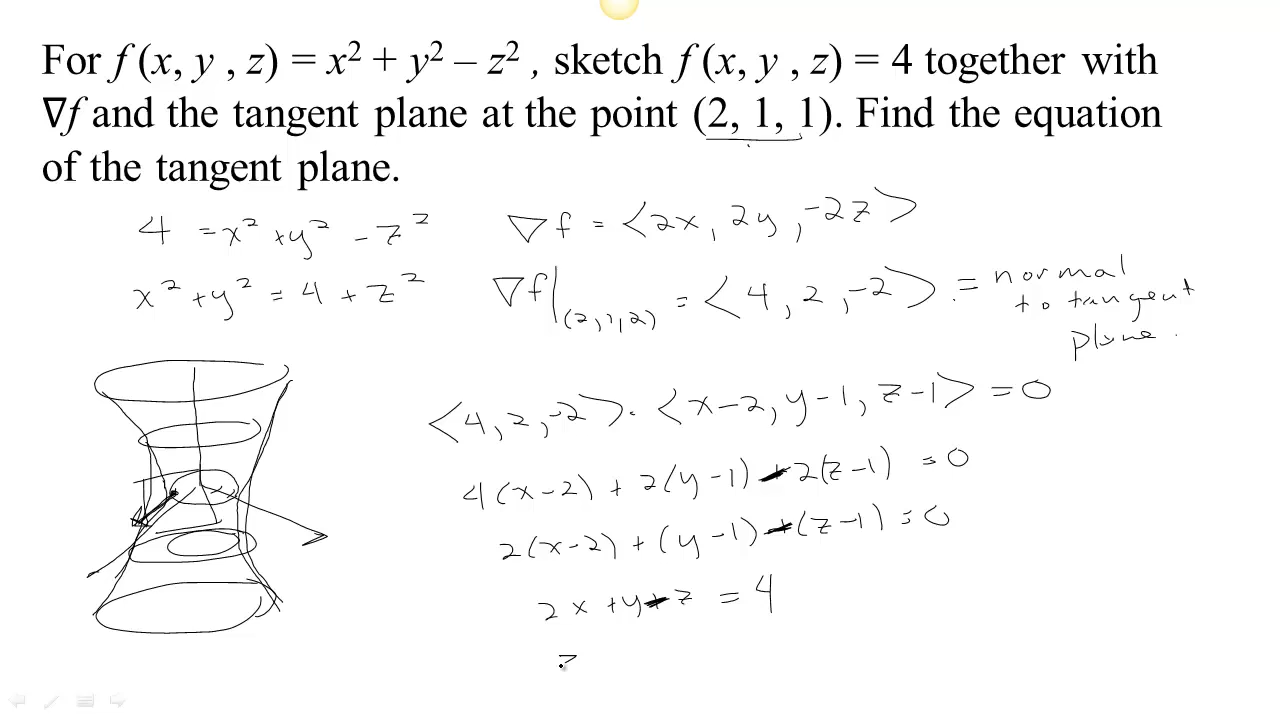 For f (x, y , z) = x² + y² – z² , sketch f (x, y , z) = 4 together with
∇f and the tangent plane at the point (2, 1, 1). Find the equation
of the tangent plane.
4 = x² + y² - z²
x² + y² = 4 + z²
∇f = <2x, 2y, -2z>
∇f|(2,1,2) = <4, 2, -2> = normal
to tangent
plane.
<4, 2, -2> · <x-2, y-1, z-1> = 0
4(x-2) + 2(y-1) - 2(z-1) = 0
2(x-2) + (y-1) - (z-1) = 0
2x + y - z = 4
z